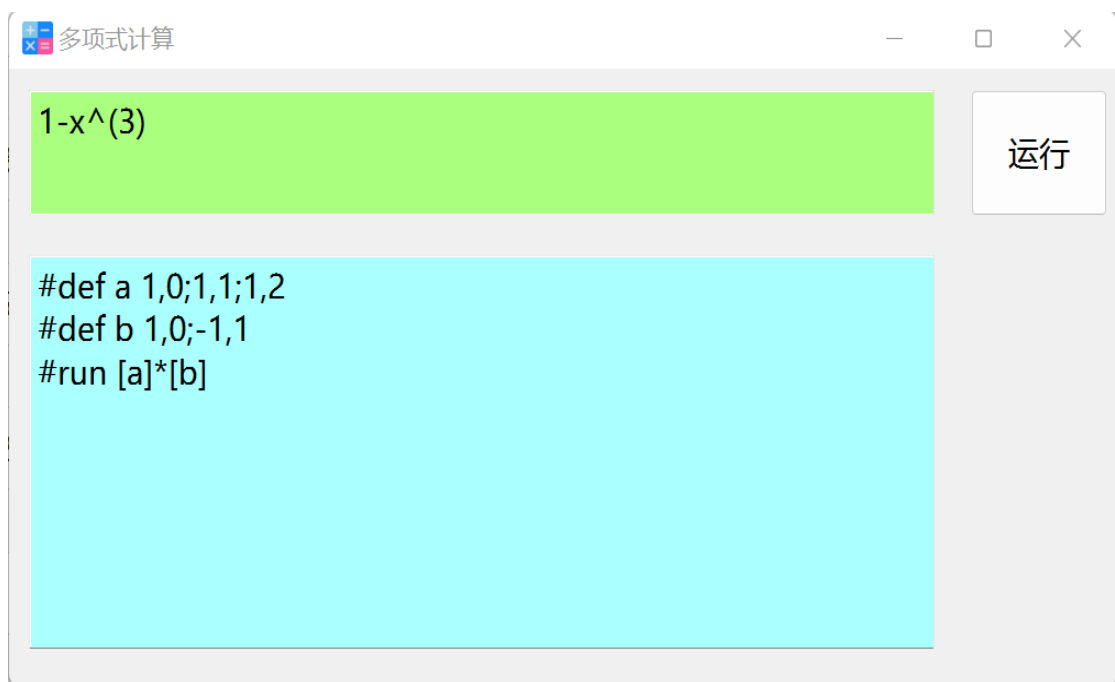 多项式计算
1-x^(3)
运行
#def a 1,0;1,1;1,2
#def b 1,0;-1,1
#run [a]*[b]